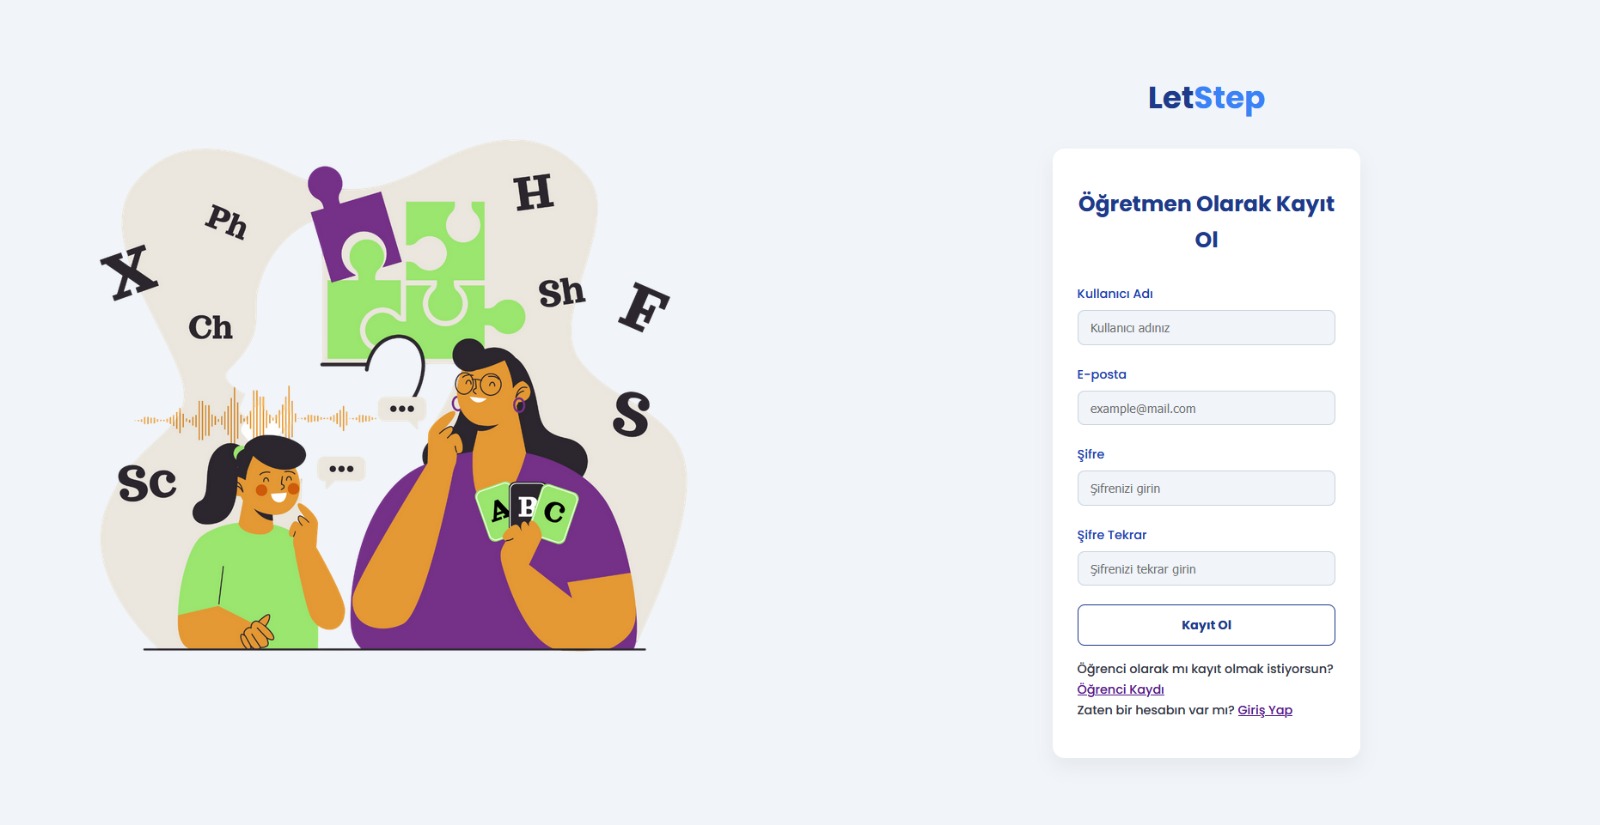 LetStep
Öğretmen Olarak Kayıt
Ol
Kullanıcı Adı
Kullanıcı adınız
E-posta
example@mail.com
Şifre
Şifrenizi girin
Şifre Tekrar
Şifrenizi tekrar girin
Kayıt Ol
Öğrenci olarak mı kayıt olmak istiyorsun?
Öğrenci Kaydı
Zaten bir hesabın var mı? Giriş Yap
H
Ph
X
Sh
F
Ch
S
Sc
A B C